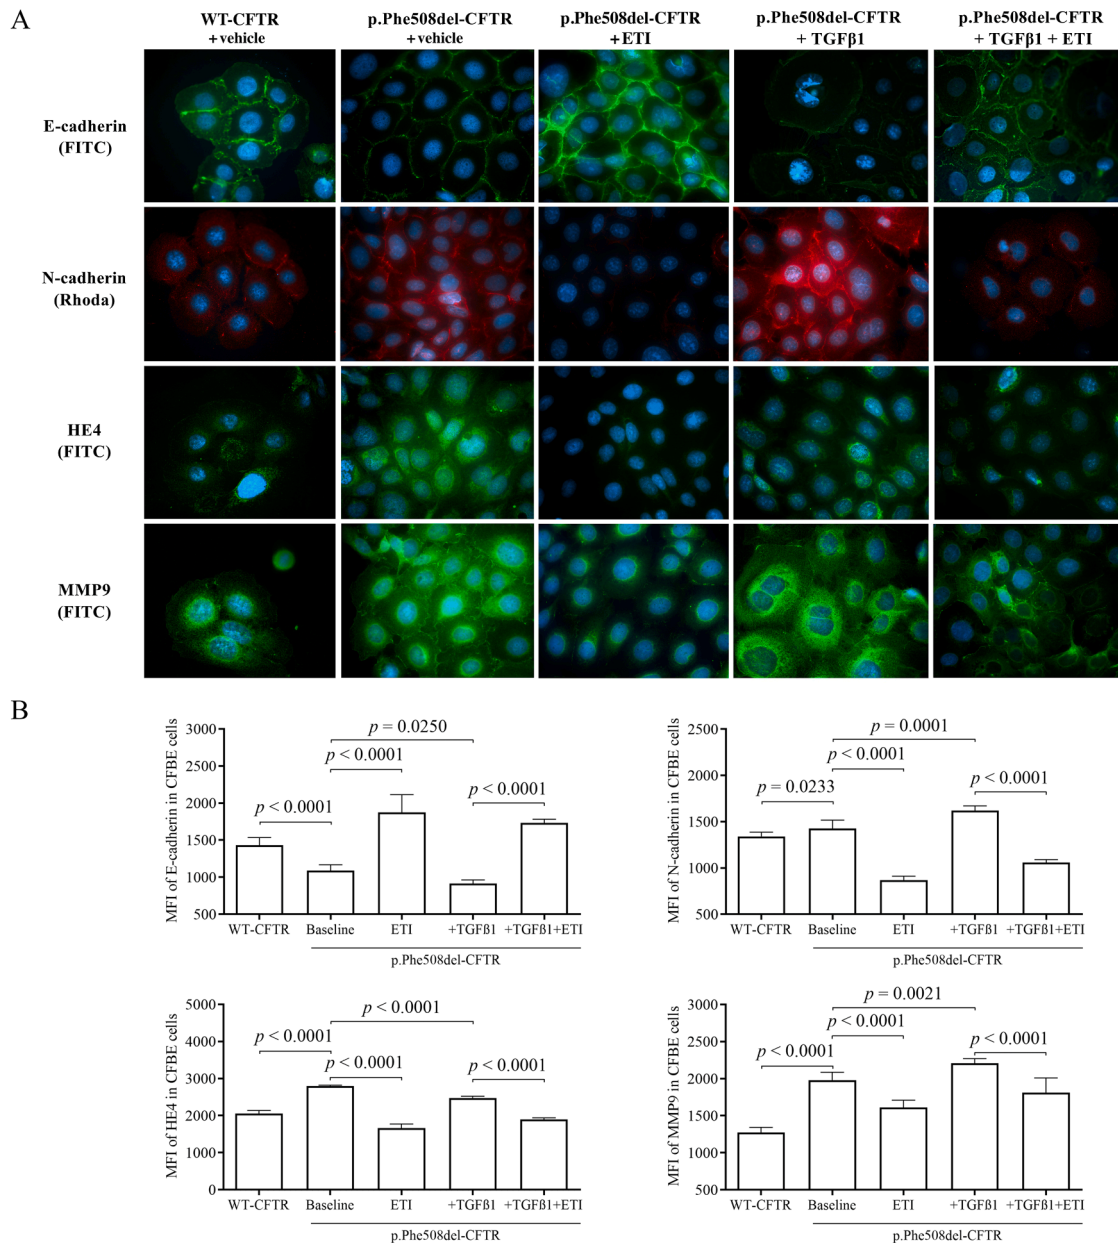 A
WT-CFTR
+vehicle
p.Phe508del-CFTR
+vehicle
p.Phe508del-CFTR
+ETI
p.Phe508del-CFTR
+ TGFβ1
p.Phe508del-CFTR
+ TGFβ1 + ETI
E-cadherin
(FITC)
N-cadherin
(Rhoda)
HE4
(FITC)
MMP9
(FITC)
B
MFI of E-cadherin in CFBE cells
3000
2500
2000
1500
1000
500
p = 0.0250
p < 0.0001
p < 0.0001
p < 0.0001
WT-CFTR
Baseline
ETI
+TGFβ1
+TGFβ1+ETI
p.Phe508del-CFTR
MFI of N-cadherin in CFBE cells
2500
2000
1500
1000
500
p = 0.0001
p < 0.0001
p = 0.0233
p < 0.0001
WT-CFTR
Baseline
ETI
+TGFβ1
+TGFβ1+ETI
p.Phe508del-CFTR
MFI of HE4 in CFBE cells
5000
4000
3000
2000
1000
0
p < 0.0001
p < 0.0001
p < 0.0001
p < 0.0001
WT-CFTR
Baseline
ETI
+TGFβ1
+TGFβ1+ETI
p.Phe508del-CFTR
MFI of MMP9 in CFBE cells
3000
2500
2000
1500
1000
500
p = 0.0021
p < 0.0001
p < 0.0001
p < 0.0001
WT-CFTR
Baseline
ETI
+TGFβ1
+TGFβ1+ETI
p.Phe508del-CFTR